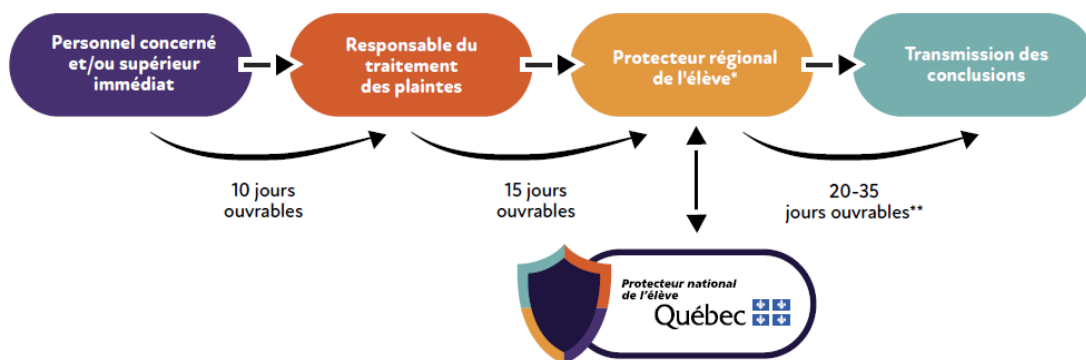 Personnel concerné
et/ou supérieur
immédiat
Responsable du
traitement
des plaintes
Protecteur régional
de l'élève*
Transmission des
conclusions
10 jours
ouvrables
15 jours
ouvrables
20-35
jours ouvrables**
Protecteur national
de l'élève
Québec